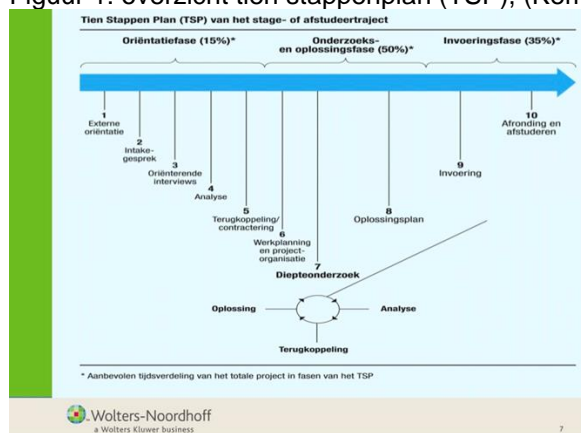 Figuur 1: overzicht tien stappenplan (TSP), (Kem
Tien Stappen Plan (TSP) van het stage- of afstudeertraject
Oriëntatiefase (15%)*
Onderzoeks-
en oplossingsfase (50%)*
Invoeringsfase (35%)*
1
Externe
oriëntatie
2
Intake-
gesprek
3
Oriënterende
interviews
4
Analyse
5
Terugkoppeling/
contractering
6
Werkplanning
en project-
organisatie
7
Diepteonderzoek
8
Oplossingsplan
9
Invoering
10
Afronding en
afstuderen
Oplossing
Analyse
Terugkoppeling
* Aanbevolen tijdsverdeling van het totale project in fasen van het TSP
Wolters-Noordhoff
a Wolters Kluwer business
7